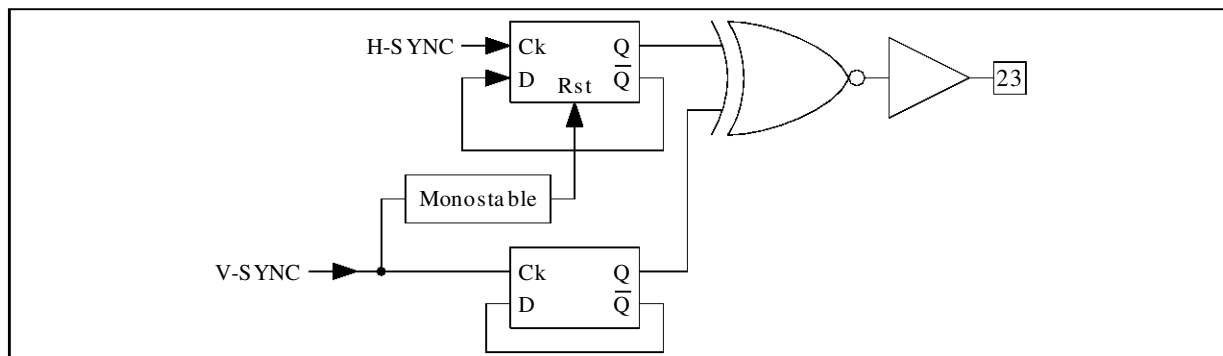 H-SYNC
Ck Q
D Q̅
Rst
23
Monostable
V-SYNC
Ck Q
D Q̅